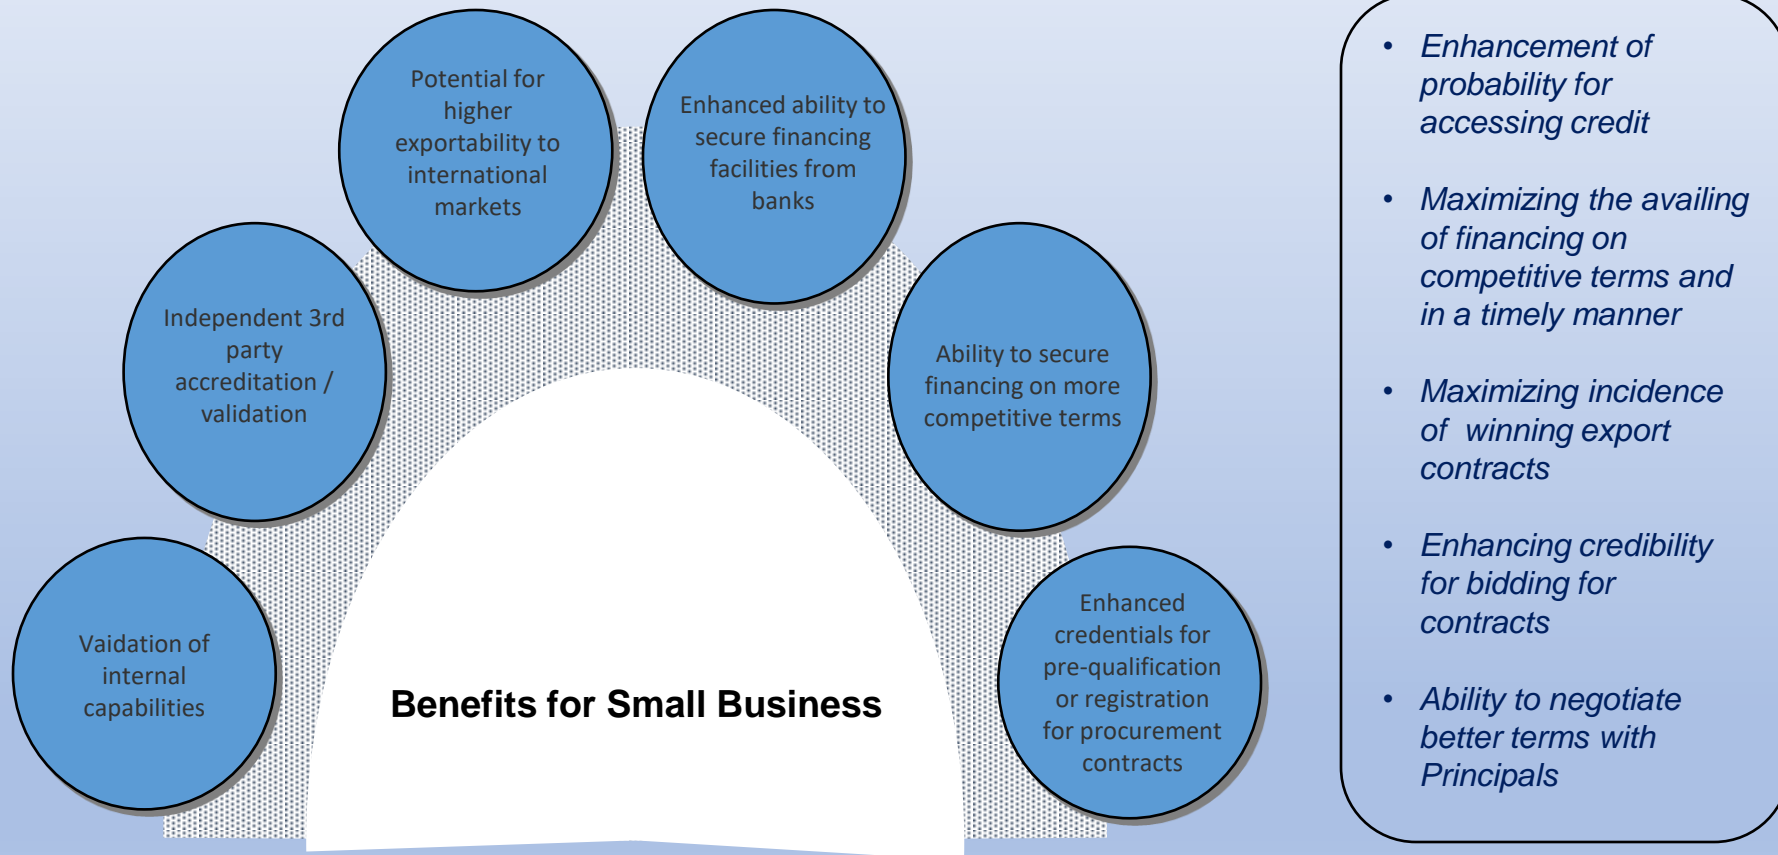 Potential for
higher
exportability to
international
markets
Enhanced ability to
secure financing
facilities from
banks
Independent 3rd
party
accreditation /
validation
Ability to secure
financing on more
competitive terms
Vaidation of
internal
capabilities
Enhanced
credentials for
pre-qualification
or registration
for procurement
contracts
Benefits for Small Business
• Enhancement of
probability for
accessing credit
• Maximizing the availing
of financing on
competitive terms and
in a timely manner
• Maximizing incidence
of winning export
contracts
• Enhancing credibility
for bidding for
contracts
• Ability to negotiate
better terms with
Principals